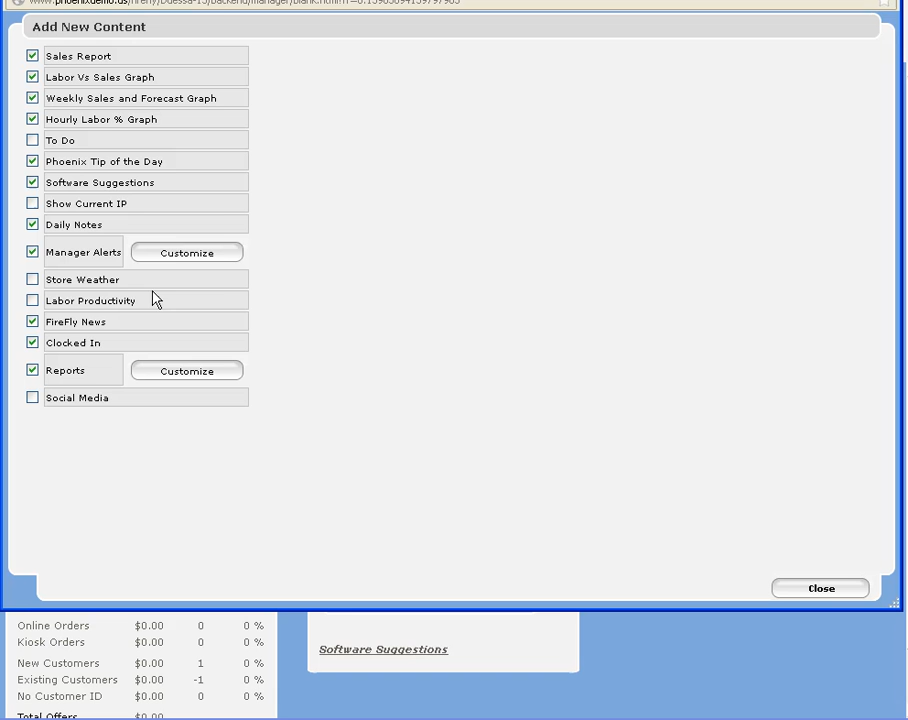 Add New Content
Sales Report
Labor Vs Sales Graph
Weekly Sales and Forecast Graph
Hourly Labor % Graph
To Do
Phoenix Tip of the Day
Software Suggestions
Show Current IP
Daily Notes
Manager Alerts Customize
Store Weather
Labor Productivity
FireFly News
Clocked In
Reports Customize
Social Media
Close
Online Orders $0.00 0 0 %
Kiosk Orders $0.00 0 0 %
New Customers $0.00 1 0 %
Existing Customers $0.00 -1 0 %
No Customer ID $0.00 0 0 %
Total Offers $0.00
Software Suggestions